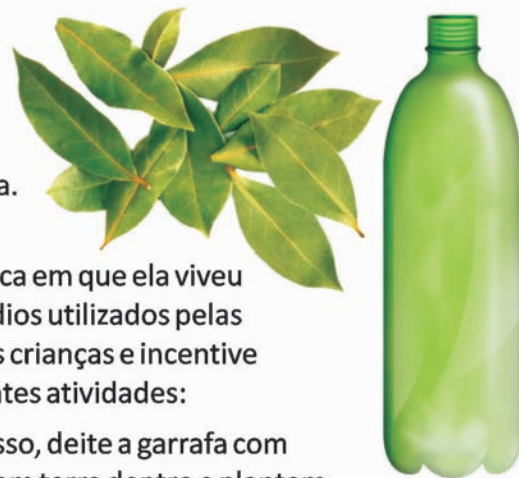 a.
ca em que ela viveu
dios utilizados pelas
s crianças e incentive
ntes atividades:
sso, deite a garrafa com